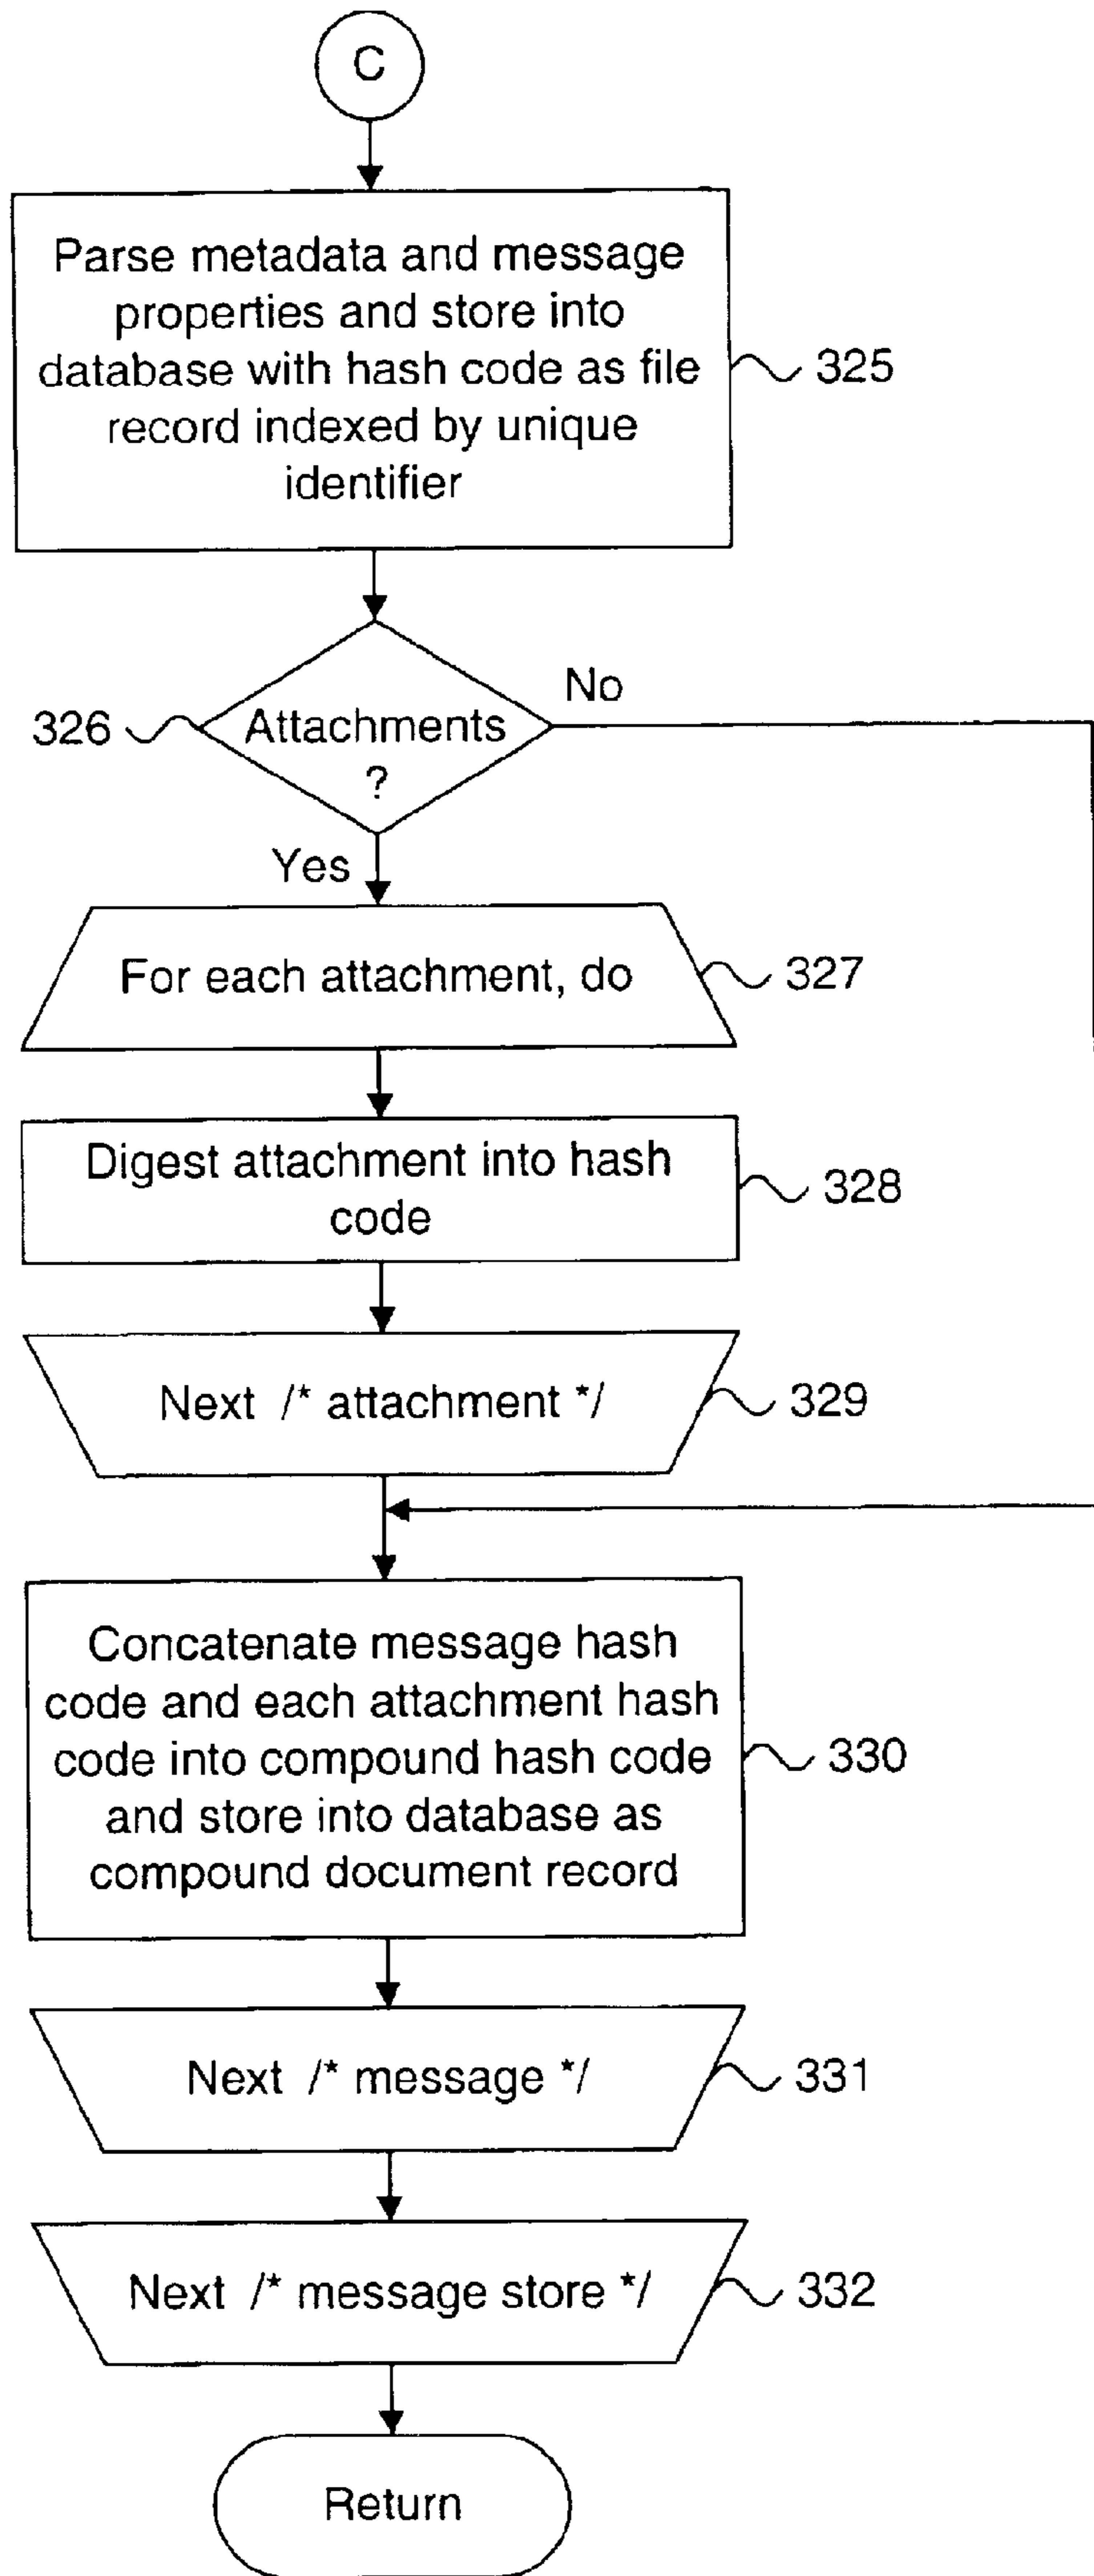 C
Parse metadata and message
properties and store into
database with hash code as file
record indexed by unique
identifier
325
No
326
Attachments
?
Yes
For each attachment, do
327
Digest attachment into hash
code
328
Next /* attachment */
329
Concatenate message hash
code and each attachment hash
code into compound hash code
and store into database as
compound document record
330
Next /* message */
331
Next /* message store */
332
Return